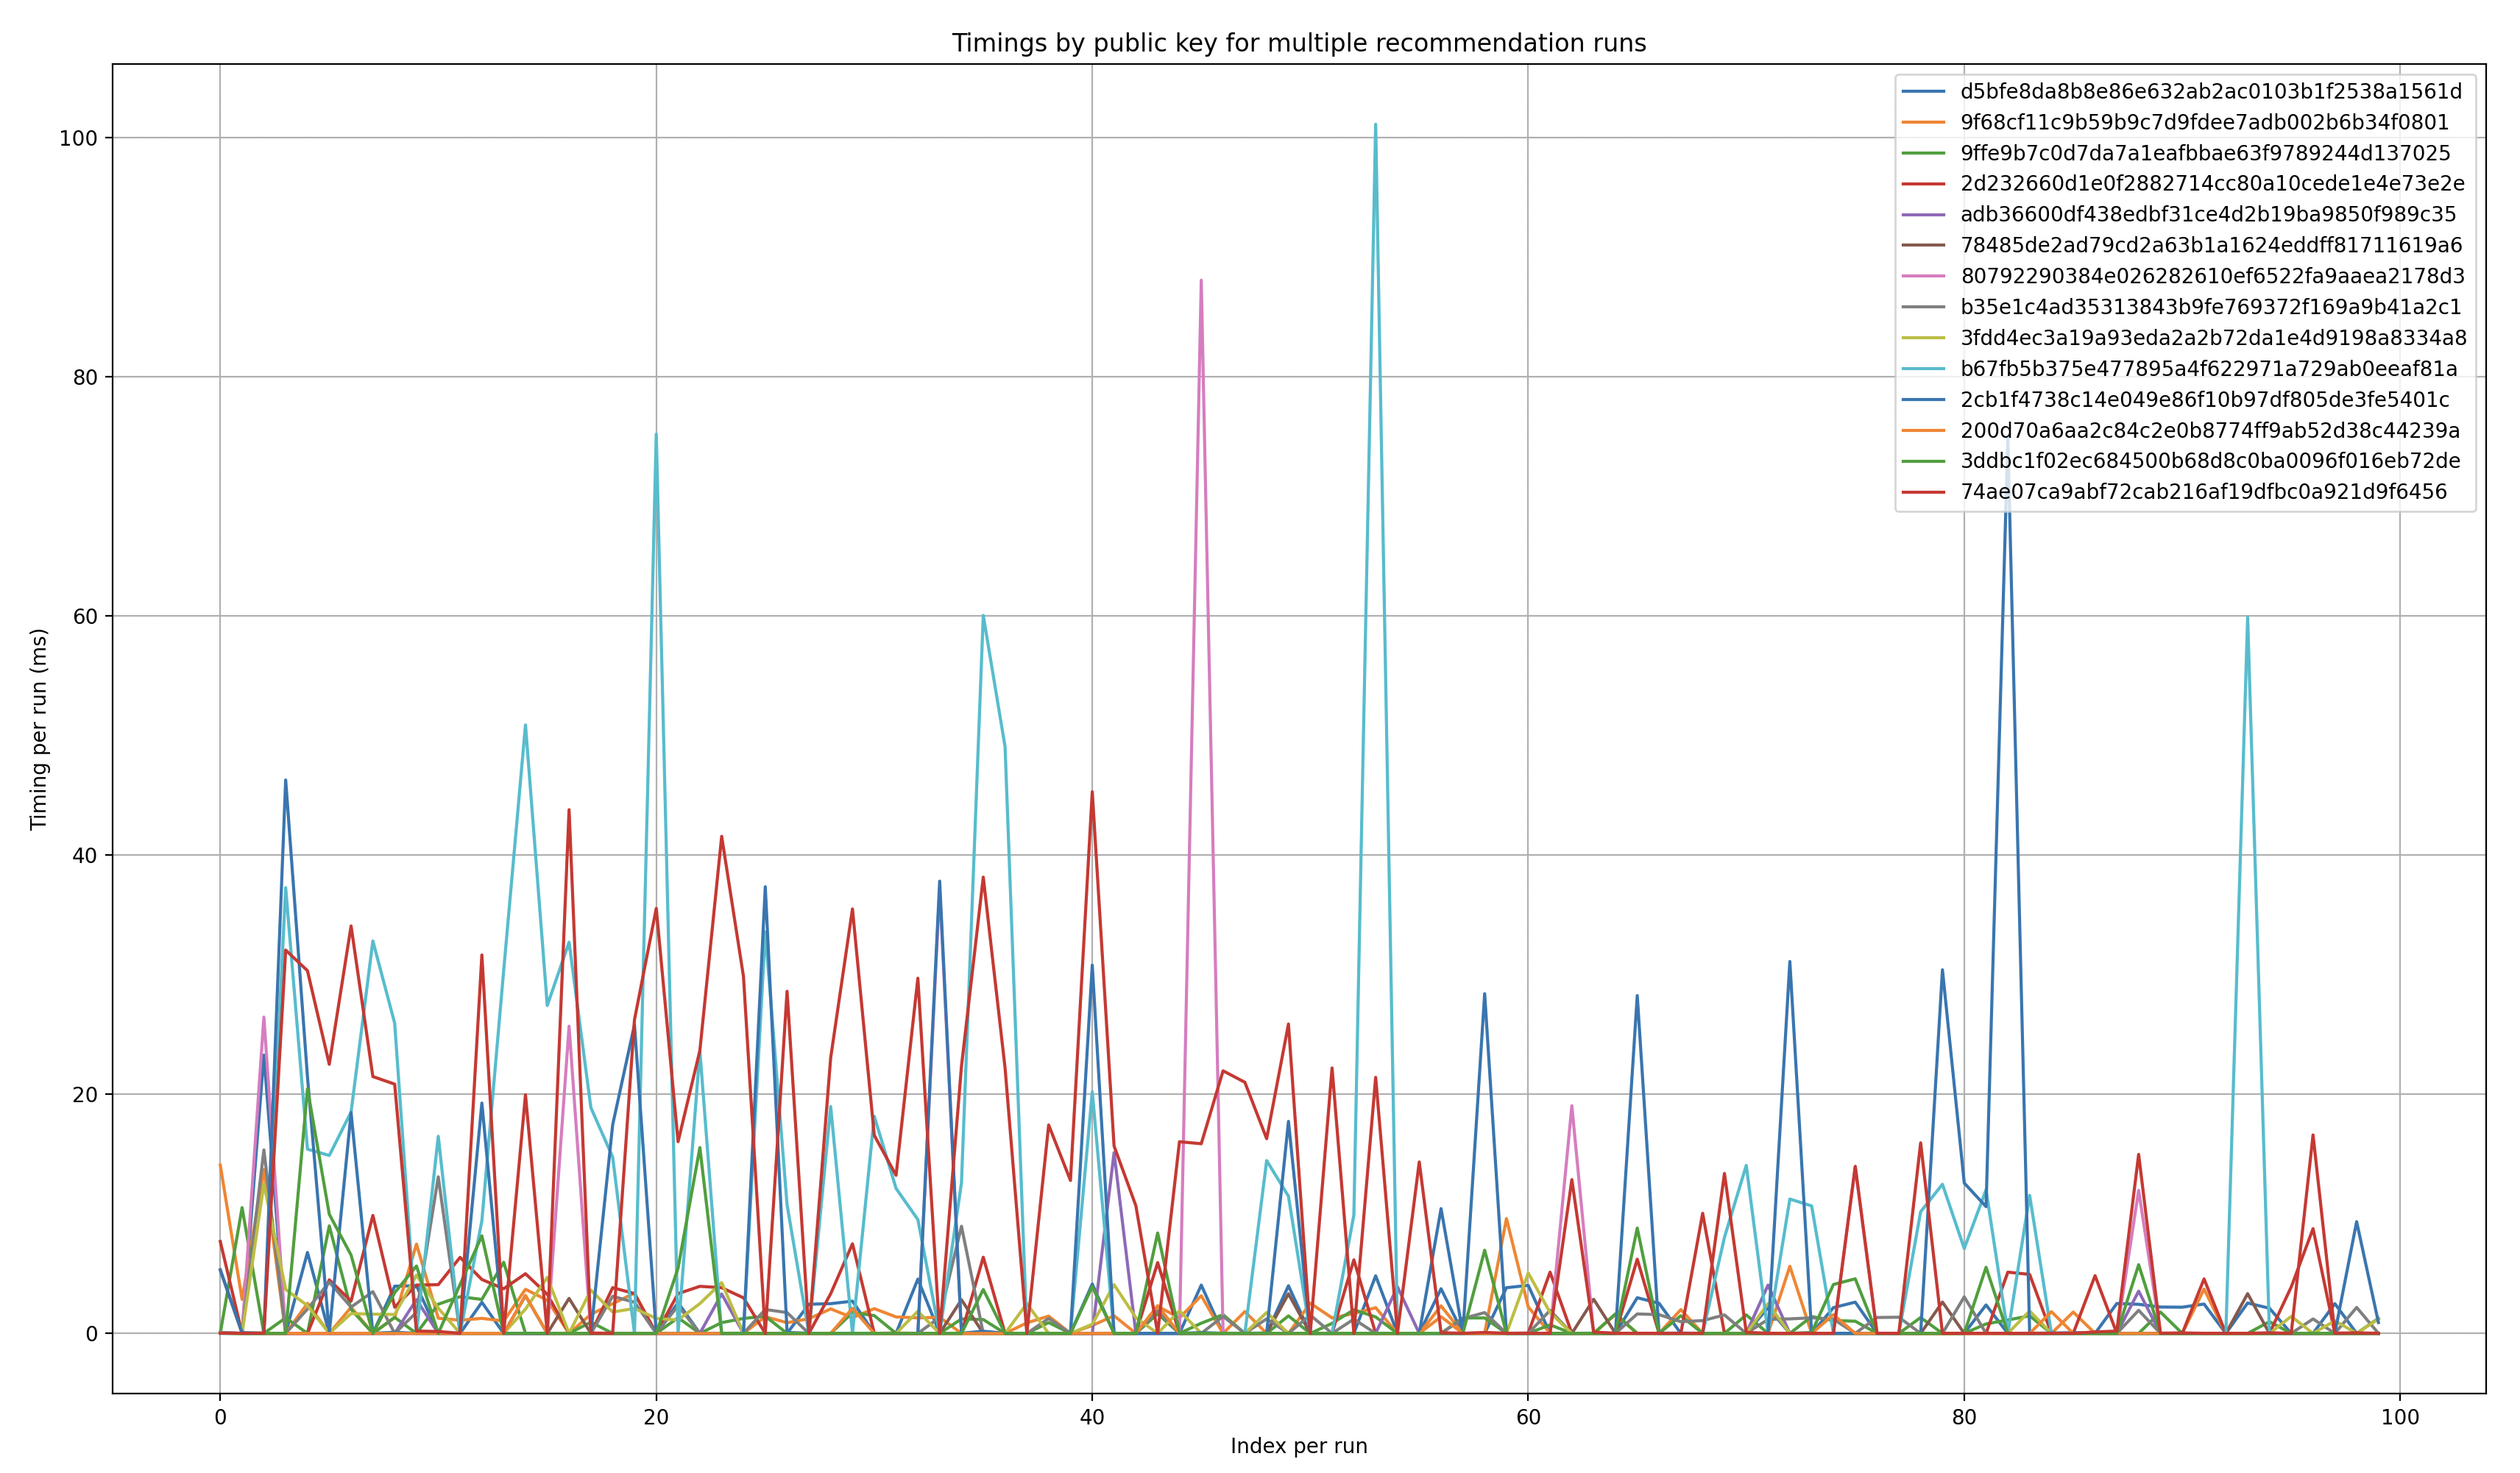 Timings by public key for multiple recommendation runs
d5bfe8da8b8e86e632ab2ac0103b1f2538a1561d
9f68cf11c9b59b9c7d9fdee7adb002b6b34f0801
9ffe9b7c0d7da7a1eafbbae63f9789244d137025
2d232660d1e0f2882714cc80a10cede1e4e73e2e
adb36600df438edbf31ce4d2b19ba9850f989c35
78485de2ad79cd2a63b1a1624eddff81711619a6
80792290384e026282610ef6522fa9aaea2178d3
b35e1c4ad35313843b9fe769372f169a9b41a2c1
3fdd4ec3a19a93eda2a2b72da1e4d9198a8334a8
b67fb5b375e477895a4f622971a729ab0eeaf81a
2cb1f4738c14e049e86f10b97df805de3fe5401c
200d70a6aa2c84c2e0b8774ff9ab52d38c44239a
3ddbc1f02ec684500b68d8c0ba0096f016eb72de
74ae07ca9abf72cab216af19dfbc0a921d9f6456
100
80
60
40
20
0
Timing per run (ms)
0 20 40 60 80 100
Index per run